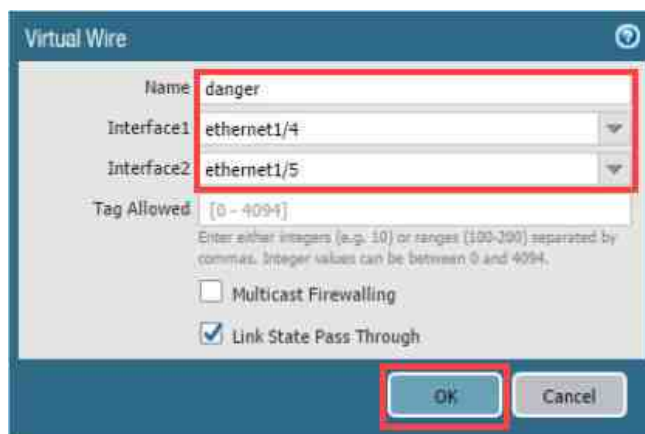 Virtual Wire
Name danger
Interface1 ethernet1/4
Interface2 ethernet1/5
Tag Allowed [0 - 4094]
Enter either integers (e.g. 10) or ranges (100-200) separated by
commas. Integer values can be between 0 and 4094.
Multicast Firewalling
Link State Pass Through
OK Cancel